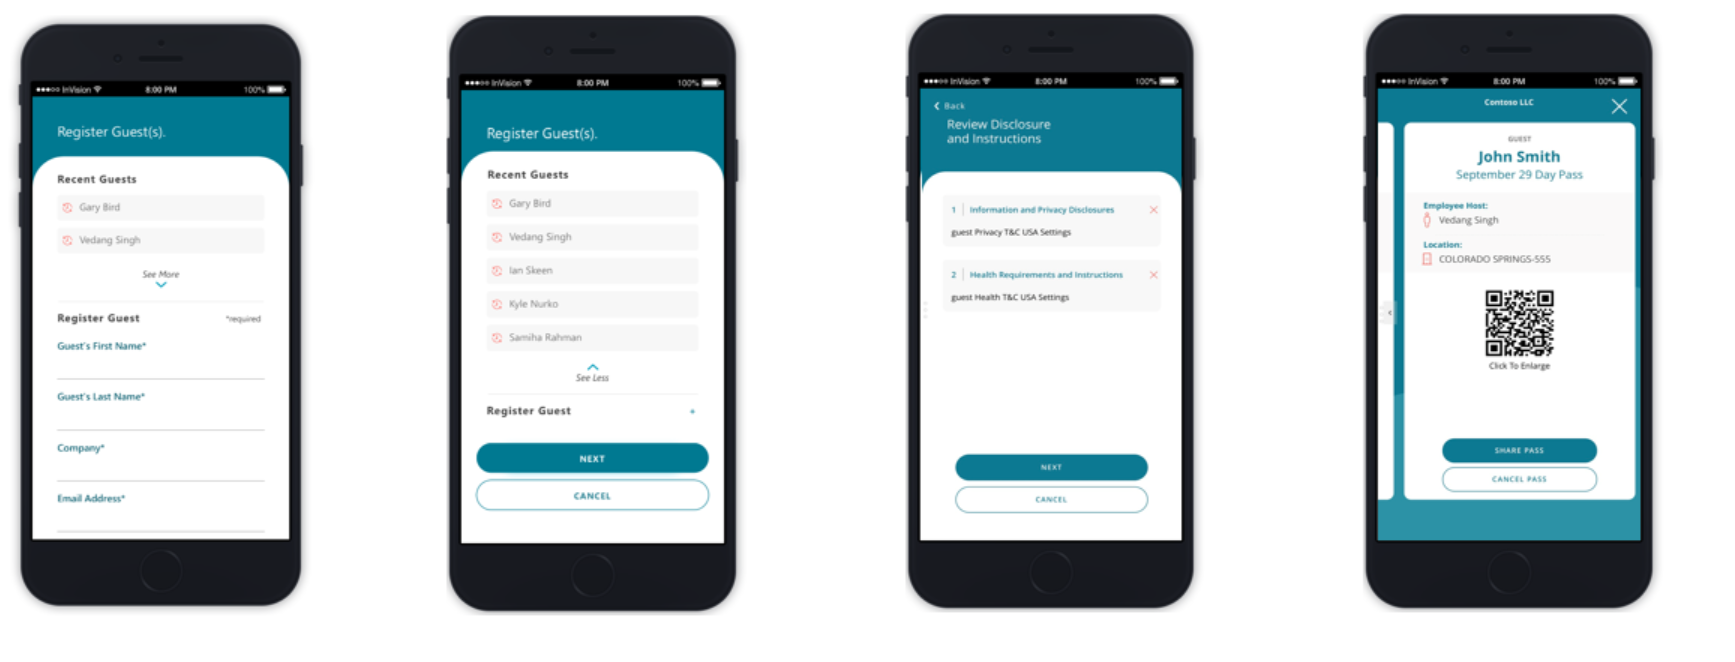 InVision
8:00 PM
100%
Register Guest(s).
Recent Guests
Gary Bird
Vedang Singh
See More
Register Guest
*required
Guest's First Name*
Guest's Last Name*
Company*
Email Address*
InVision
8:00 PM
100%
Register Guest(s).
Recent Guests
Gary Bird
Vedang Singh
Ian Skeen
Kyle Nurko
Samiha Rahman
See Less
Register Guest +
NEXT
CANCEL
InVision
8:00 PM
100%
Back
Review Disclosure
and Instructions
1 Information and Privacy Disclosures
guest Privacy T&C USA Settings
2 Health Requirements and Instructions
guest Health T&C USA Settings
NEXT
CANCEL
InVision
8:00 PM
100%
Contoso LLC
GUEST
John Smith
September 29 Day Pass
Employee Host:
Vedang Singh
Location:
COLORADO SPRINGS-555
Click To Enlarge
SHARE PASS
CANCEL PASS